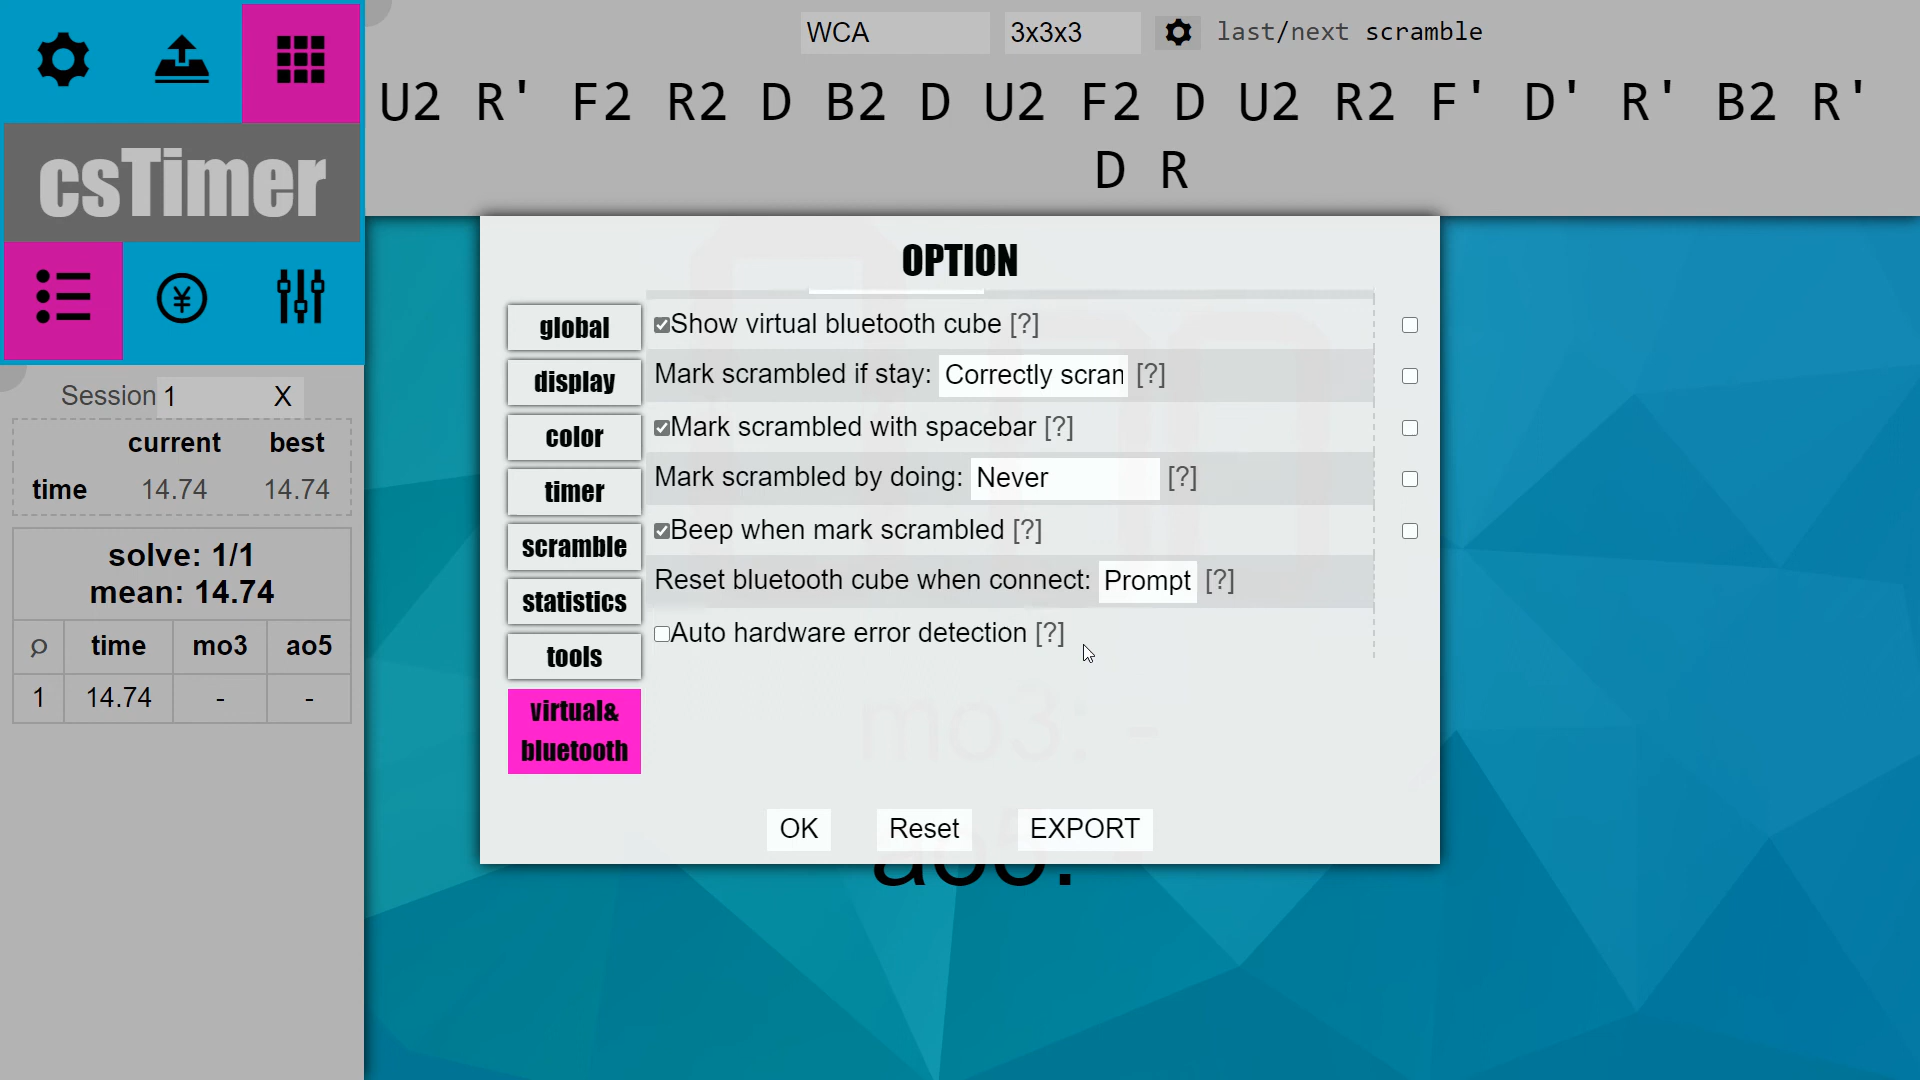 WCA 3x3x3 last/next scramble
U2 R' F2 R2 D B2 D U2 F2 D U2 R2 F' D' R' B2 R'
D R
csTimer
¥
Session 1 X
current best
time 14.74 14.74
solve: 1/1
mean: 14.74
time mo3 ao5
1 14.74 - -
OPTION
global
display
color
timer
scramble
statistics
tools
virtual&
bluetooth
Show virtual bluetooth cube [?]
Mark scrambled if stay: Correctly scran [?]
Mark scrambled with spacebar [?]
Mark scrambled by doing: Never [?]
Beep when mark scrambled [?]
Reset bluetooth cube when connect: Prompt [?]
Auto hardware error detection [?]
mo3: -
OK Reset EXPORT
ao5: